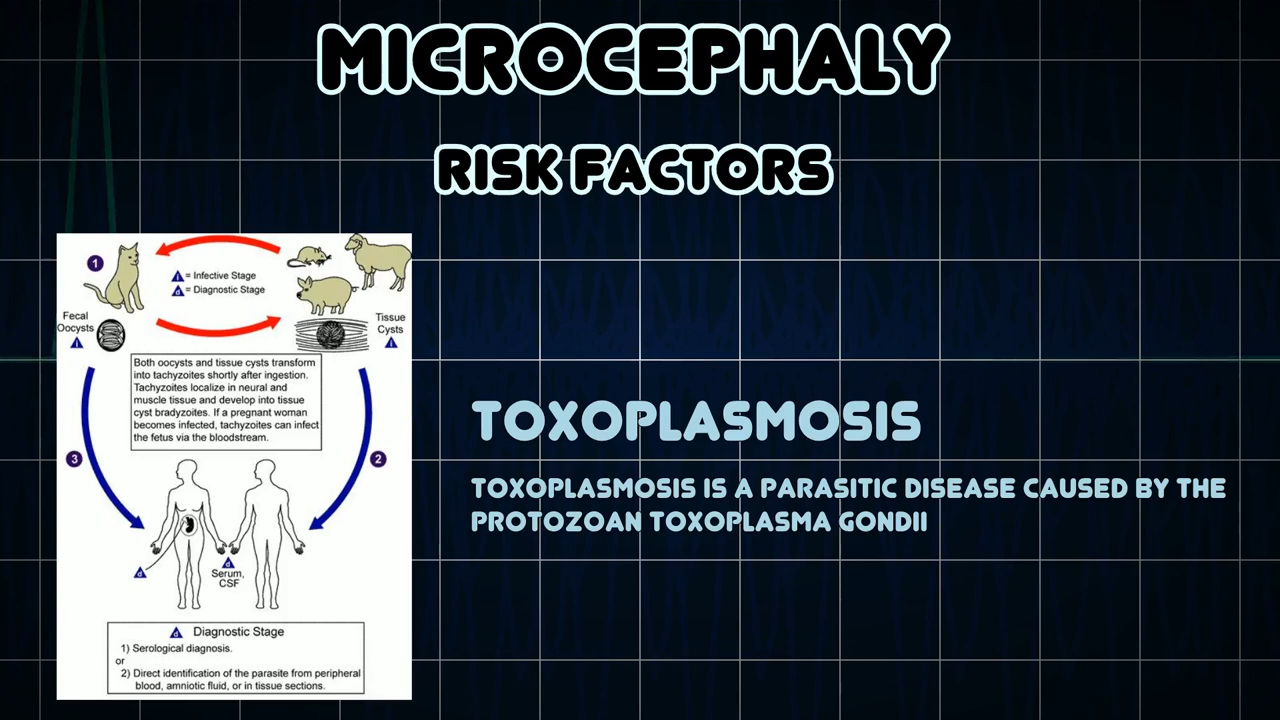 MICROCEPHALY
RISK FACTORS
1
i = Infective Stage
d = Diagnostic Stage
Fecal
Oocysts
i
Tissue
Cysts
i
Both oocysts and tissue cysts transform
into tachyzoites shortly after ingestion.
Tachyzoites localize in neural and
muscle tissue and develop into tissue
cyst bradyzoites. If a pregnant woman
becomes infected, tachyzoites can infect
the fetus via the bloodstream.
3
2
d
d
Serum,
CSF
d Diagnostic Stage
1) Serological diagnosis.
or
2) Direct identification of the parasite from peripheral
blood, amniotic fluid, or in tissue sections.
TOXOPLASMOSIS
TOXOPLASMOSIS IS A PARASITIC DISEASE CAUSED BY THE
PROTOZOAN TOXOPLASMA GONDII